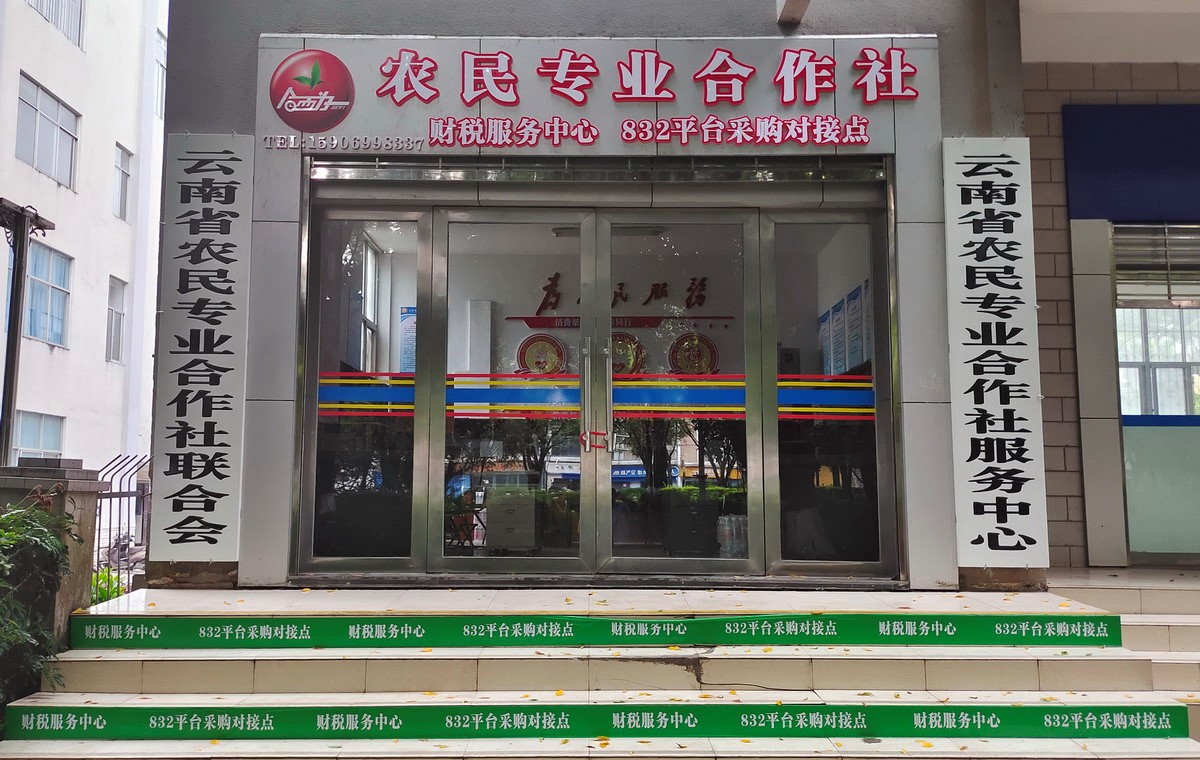 农民专业合作社
TEL:15906998337
财税服务中心 832平台采购对接点
云南省农民专业合作社联合会
云南省农民专业合作社服务中心
为 民服务
财税服务中心 832平台采购对接点 财税服务中心 832平台采购对接点 财税服务中心 832平台采购对接点 财税服务中心 832平台采购对接点
财税服务中心 832平台采购对接点 财税服务中心 832平台采购对接点 财税服务中心 832平台采购对接点 财税服务中心 832平台采购对接点